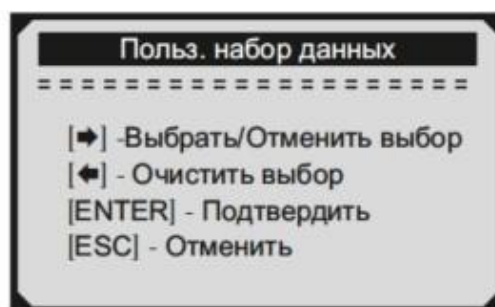 Польз. набор данных
= = = = = = = = = = = = = = = = = = = = =
[➡] -Выбрать/Отменить выбор
[⬅] - Очистить выбор
[ENTER] - Подтвердить
[ESC] - Отменить